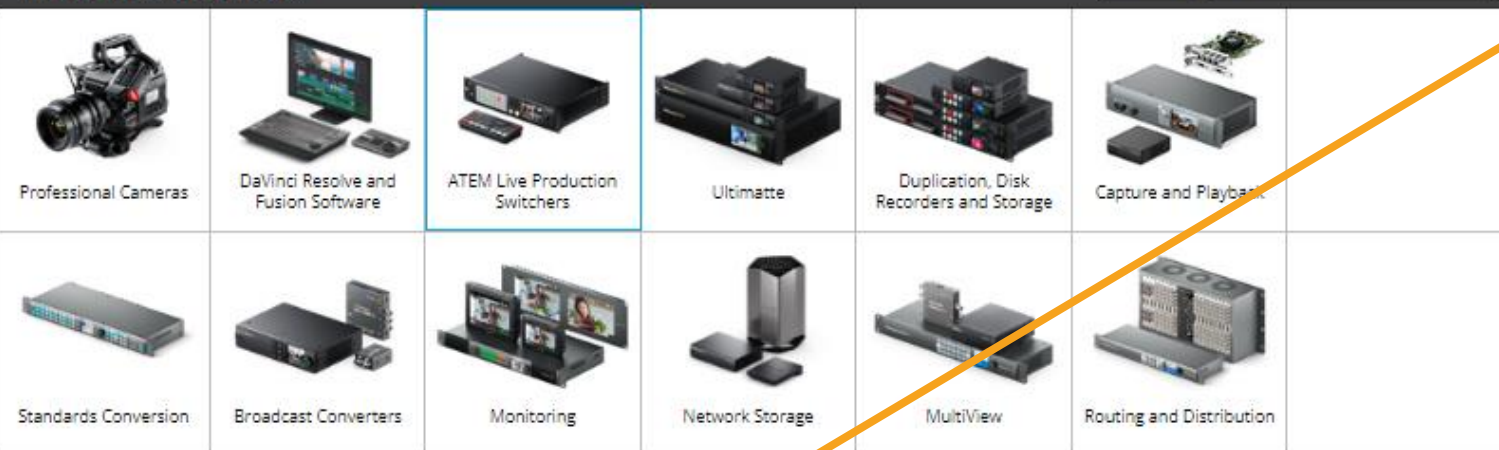 Professional Cameras
DaVinci Resolve and
Fusion Software
ATEM Live Production
Switchers
Ultimatte
Duplication, Disk
Recorders and Storage
Capture and Playback
Standards Conversion
Broadcast Converters
Monitoring
Network Storage
MultiView
Routing and Distribution